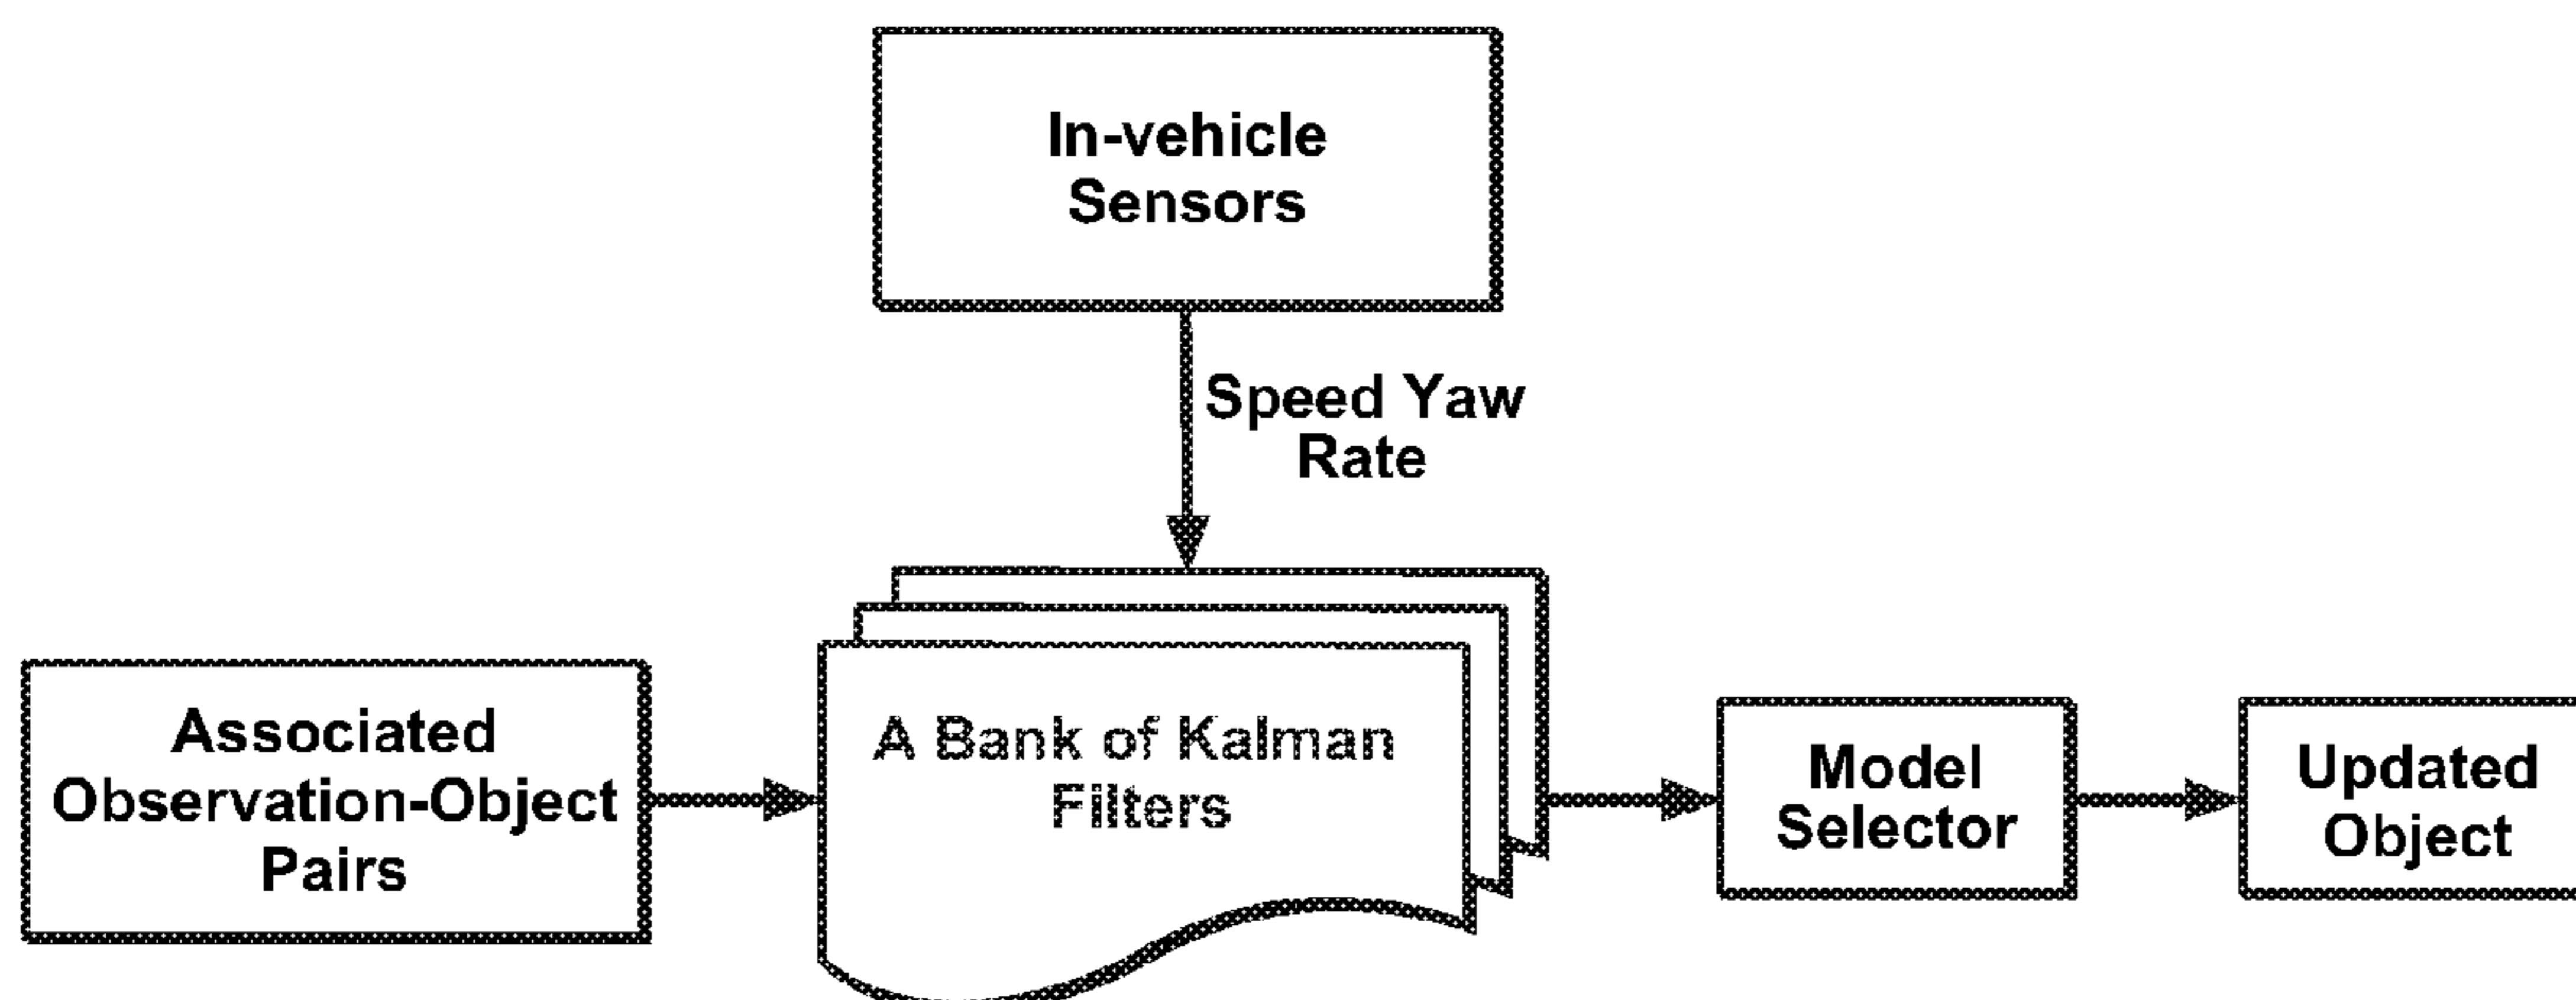 In-vehicle
Sensors
Speed Yaw
Rate
Associated
Observation-Object
Pairs
A Bank of Kalman
Filters
Model
Selector
Updated
Object